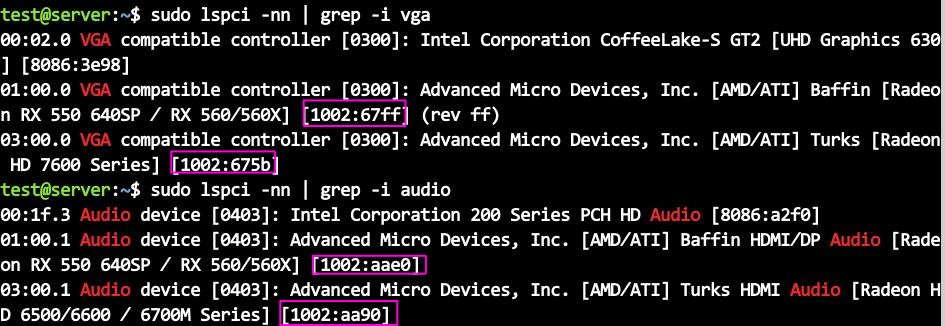 test@server:~$ sudo lspci -nn | grep -i vga
00:02.0 VGA compatible controller [0300]: Intel Corporation CoffeeLake-S GT2 [UHD Graphics 630
] [8086:3e98]
01:00.0 VGA compatible controller [0300]: Advanced Micro Devices, Inc. [AMD/ATI] Baffin [Radeo
n RX 550 640SP / RX 560/560X] [1002:67ff] (rev ff)
03:00.0 VGA compatible controller [0300]: Advanced Micro Devices, Inc. [AMD/ATI] Turks [Radeon
 HD 7600 Series] [1002:675b]
test@server:~$ sudo lspci -nn | grep -i audio
00:1f.3 Audio device [0403]: Intel Corporation 200 Series PCH HD Audio [8086:a2f0]
01:00.1 Audio device [0403]: Advanced Micro Devices, Inc. [AMD/ATI] Baffin HDMI/DP Audio [Rade
on RX 550 640SP / RX 560/560X] [1002:aae0]
03:00.1 Audio device [0403]: Advanced Micro Devices, Inc. [AMD/ATI] Turks HDMI Audio [Radeon H
D 6500/6600 / 6700M Series] [1002:aa90]